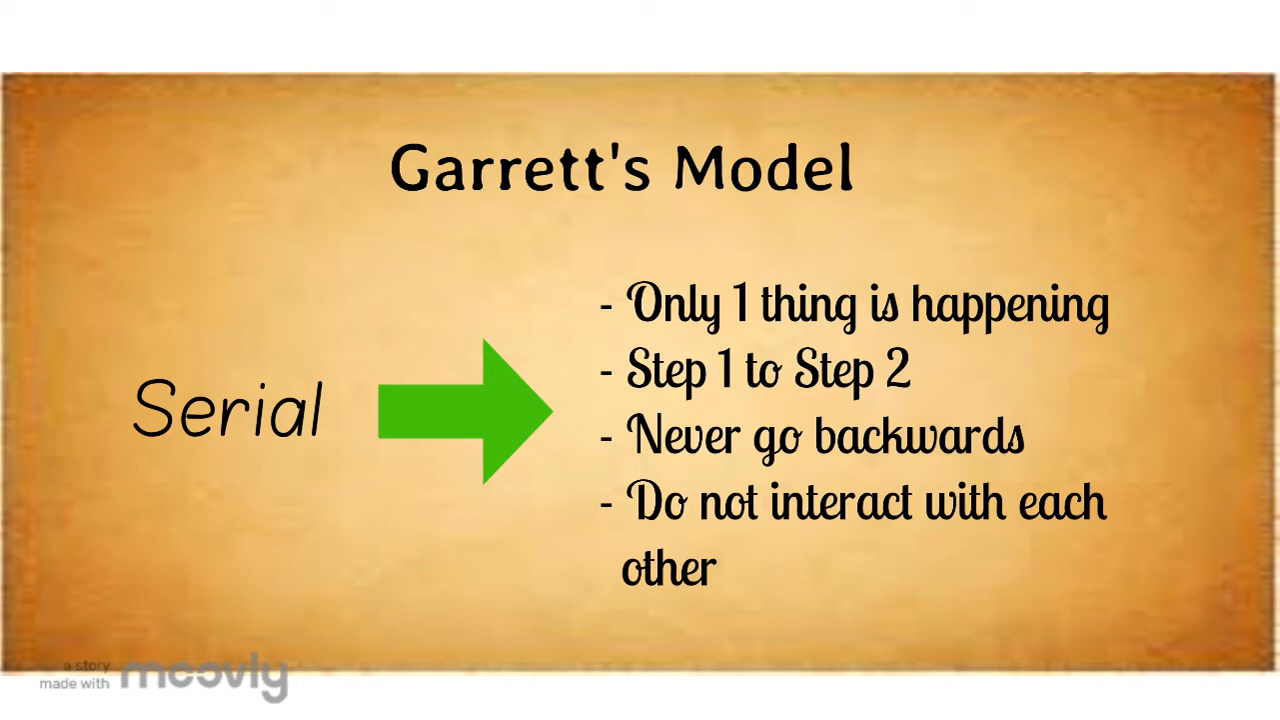 Garrett's Model
Serial
- Only 1 thing is happening
- Step 1 to Step 2
- Never go backwards
- Do not interact with each
other
a story
made with moovly